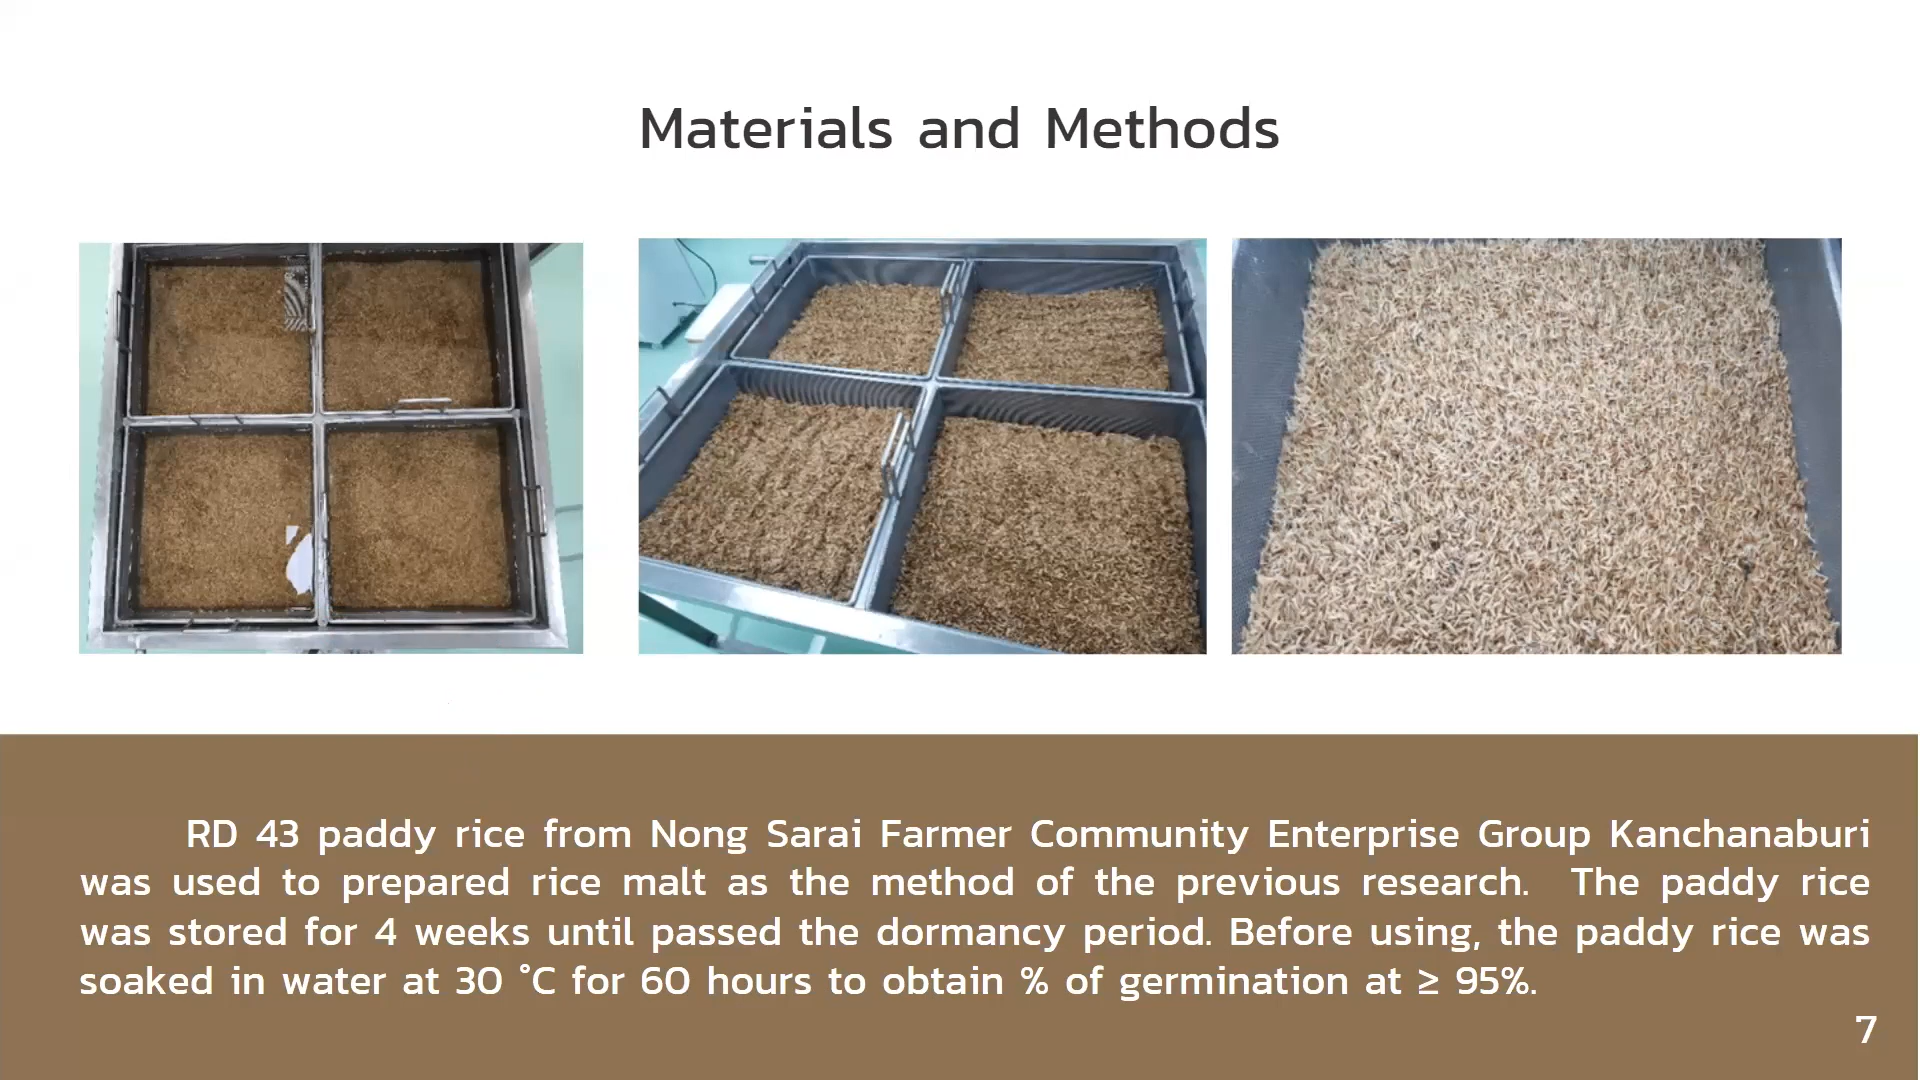 Materials and Methods
RD 43 paddy rice from Nong Sarai Farmer Community Enterprise Group Kanchanaburi
was used to prepared rice malt as the method of the previous research. The paddy rice
was stored for 4 weeks until passed the dormancy period. Before using, the paddy rice was
soaked in water at 30 °C for 60 hours to obtain % of germination at ≥ 95%.
7